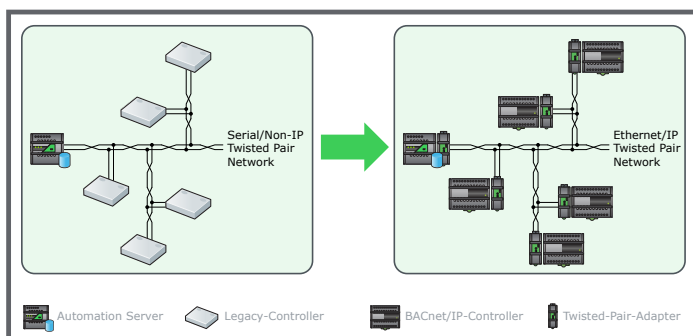 Serial/Non-IP
Twisted Pair
Network
Ethernet/IP
Twisted Pair
Network
Automation Server
Legacy-Controller
BACnet/IP-Controller
Twisted-Pair-Adapter